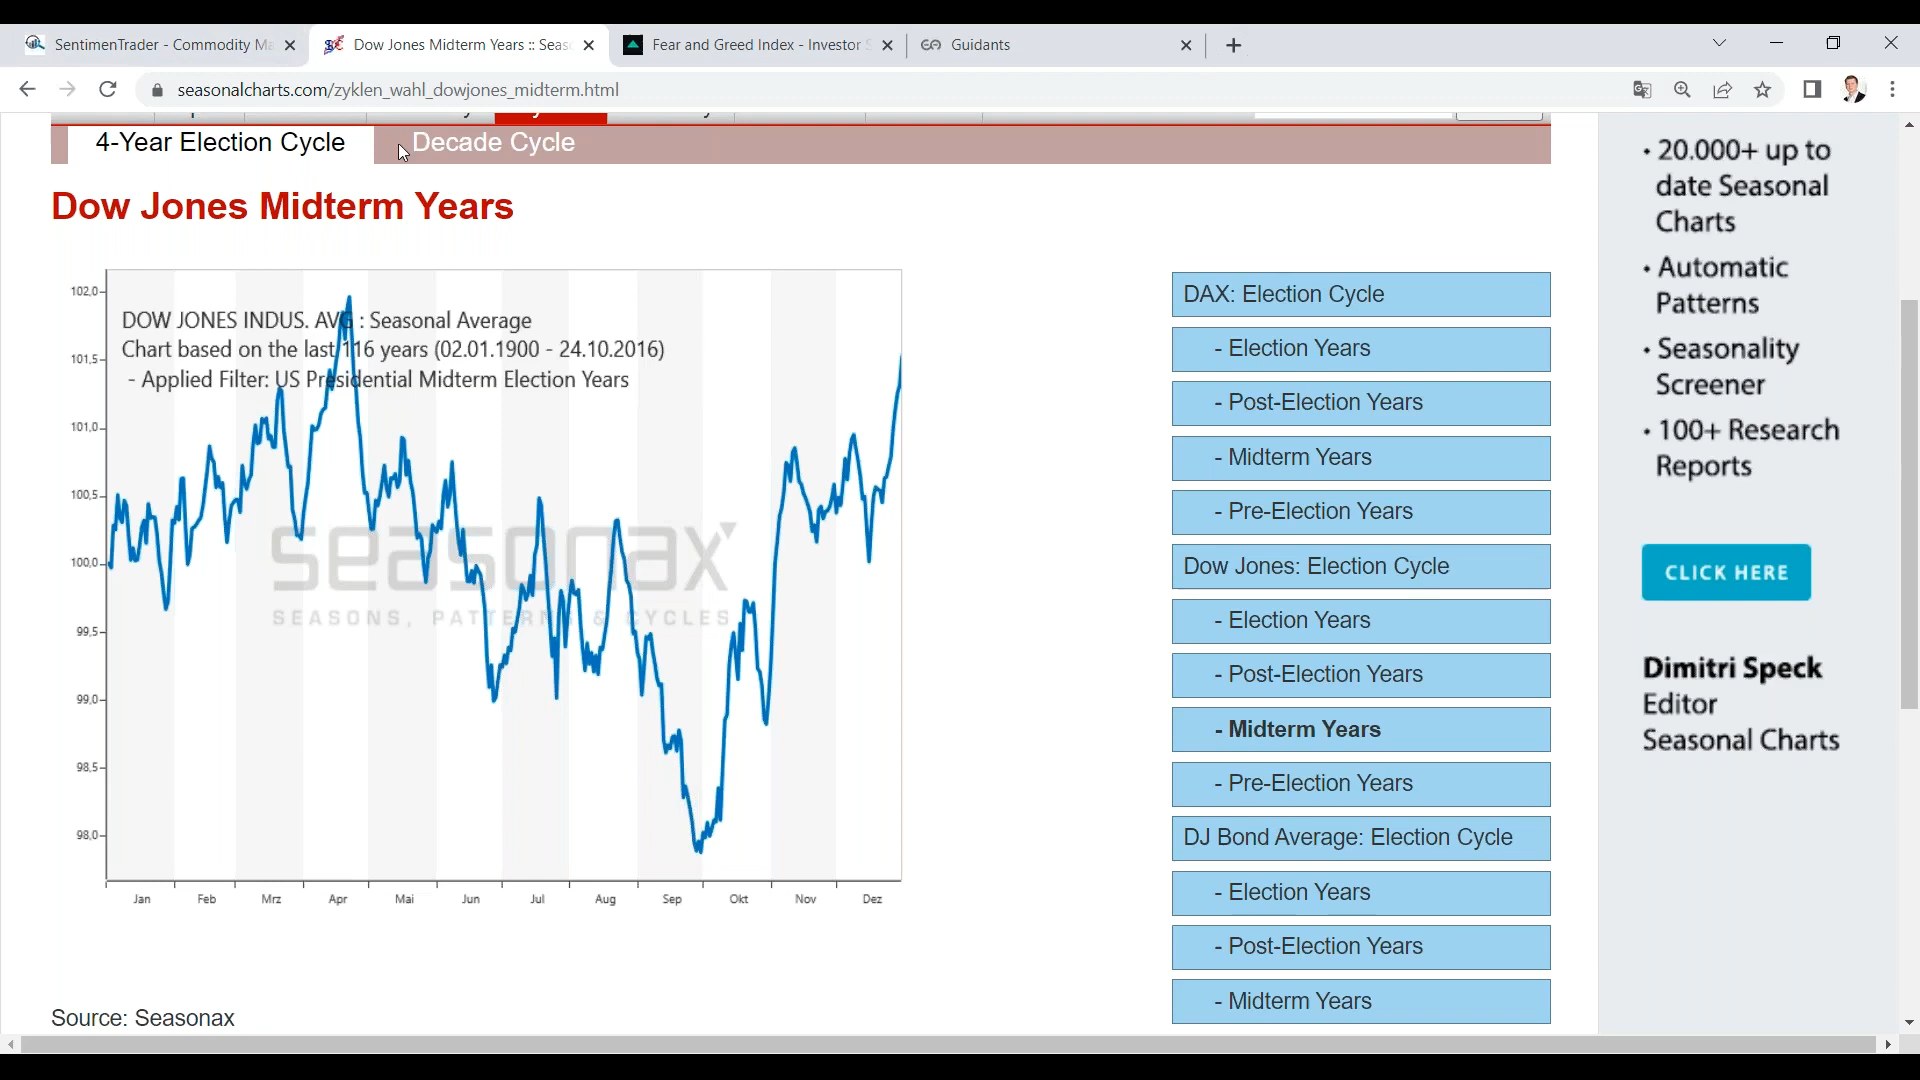 SentimenTrader - Commodity Ma
Dow Jones Midterm Years :: Seas
Fear and Greed Index - Investor S
Guidants
seasonalcharts.com/zyklen_wahl_dowjones_midterm.html
4-Year Election Cycle
Decade Cycle
Dow Jones Midterm Years
DOW JONES INDUS. AVG : Seasonal Average
Chart based on the last 116 years (02.01.1900 - 24.10.2016)
- Applied Filter: US Presidential Midterm Election Years
102,0
101,5
101,0
100,5
100,0
99,5
99,0
98,5
98,0
seasonax
SEASONS, PATTERNS & CYCLES
Jan
Feb
Mrz
Apr
Mai
Jun
Jul
Aug
Sep
Okt
Nov
Dez
Source: Seasonax
DAX: Election Cycle
- Election Years
- Post-Election Years
- Midterm Years
- Pre-Election Years
Dow Jones: Election Cycle
- Election Years
- Post-Election Years
- Midterm Years
- Pre-Election Years
DJ Bond Average: Election Cycle
- Election Years
- Post-Election Years
- Midterm Years
• 20.000+ up to
date Seasonal
Charts
• Automatic
Patterns
• Seasonality
Screener
• 100+ Research
Reports
CLICK HERE
Dimitri Speck
Editor
Seasonal Charts